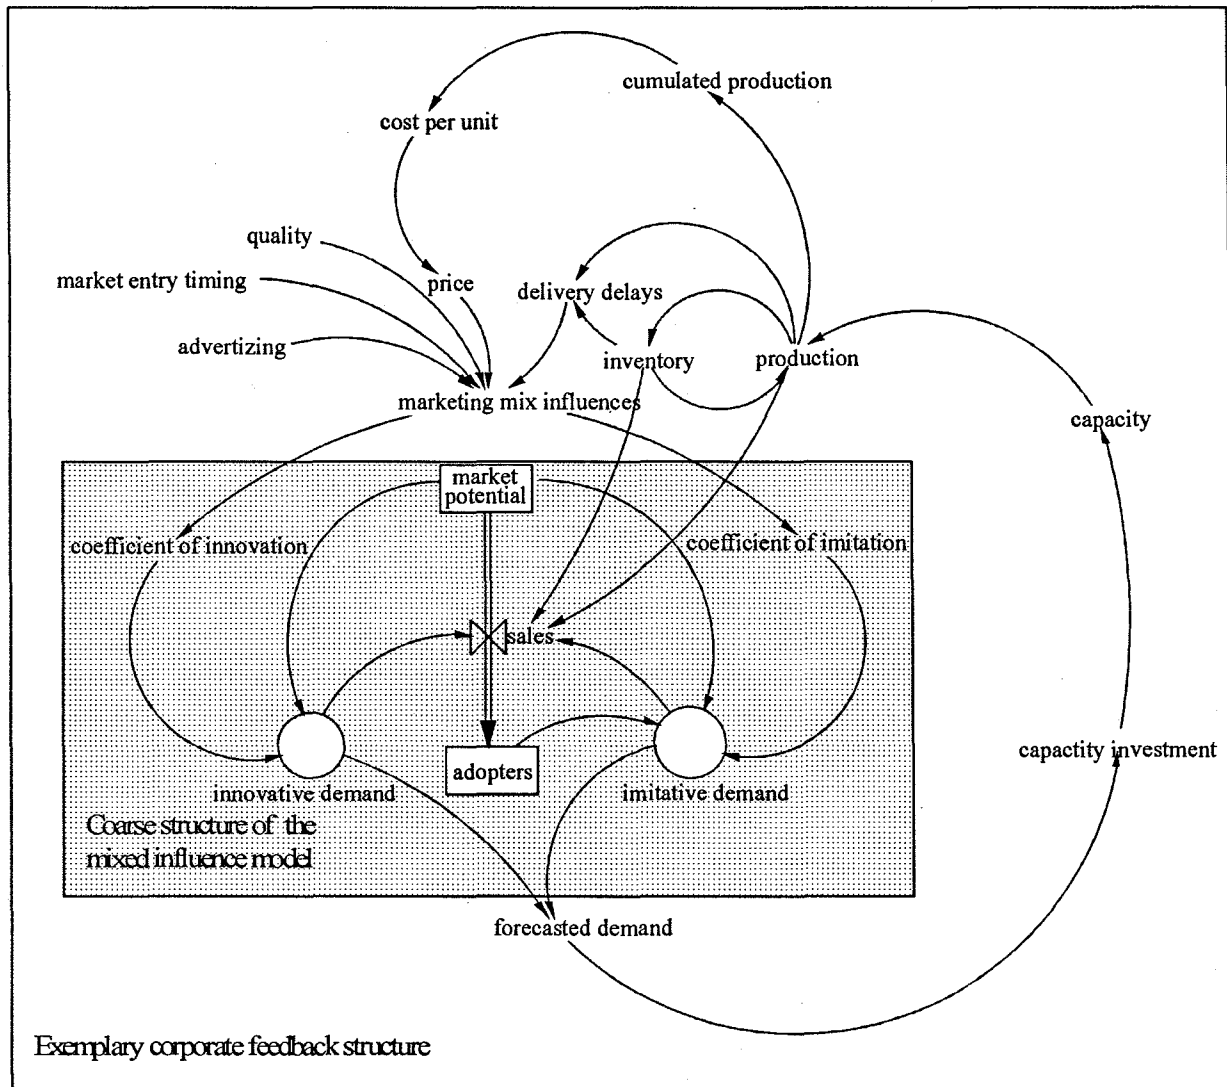 cumulated production
cost per unit
quality
market entry timing
price
delivery delays
advertizing
inventory
production
marketing mix influences
capacity
market
potential
coefficient of innovation
coefficient of imitation
sales
capactity investment
adopters
innovative demand
imitative demand
Coarse structure of the
mixed influence model
forecasted demand
Exemplary corporate feedback structure